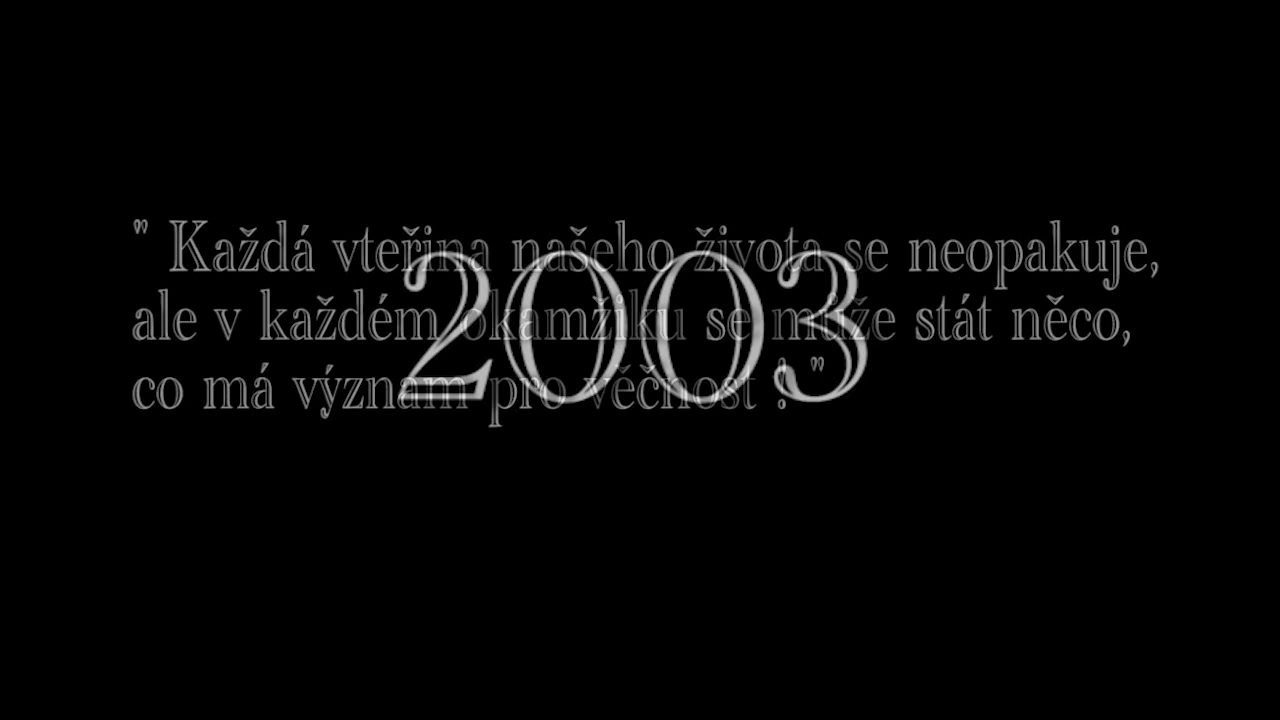 " Každá vteřina našeho života se neopakuje,
ale v každém okamžiku se může stát něco,
co má význam pro věčnost ! "
2003